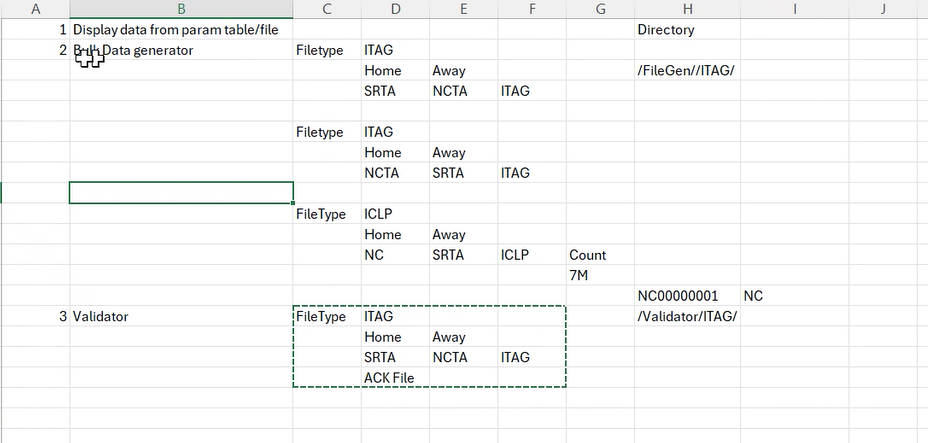 A B C D E F G H I J
1 Display data from param table/file Directory
2 Bulk Data generator Filetype ITAG
Home Away /FileGen//ITAG/
SRTA NCTA ITAG
Filetype ITAG
Home Away
NCTA SRTA ITAG
FileType ICLP
Home Away
NC SRTA ICLP Count
7M
NC00000001 NC
3 Validator FileType ITAG /Validator/ITAG/
Home Away
SRTA NCTA ITAG
ACK File